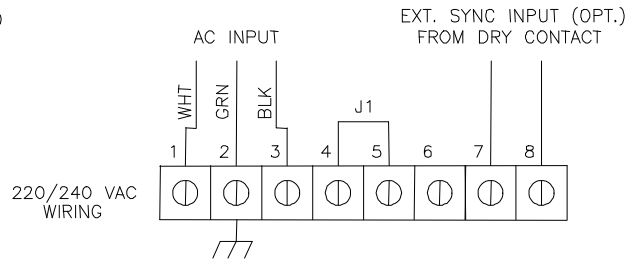 EXT. SYNC INPUT (OPT.)
FROM DRY CONTACT
AC INPUT
WHT
GRN
BLK
J1
1 2 3 4 5 6 7 8
220/240 VAC
WIRING